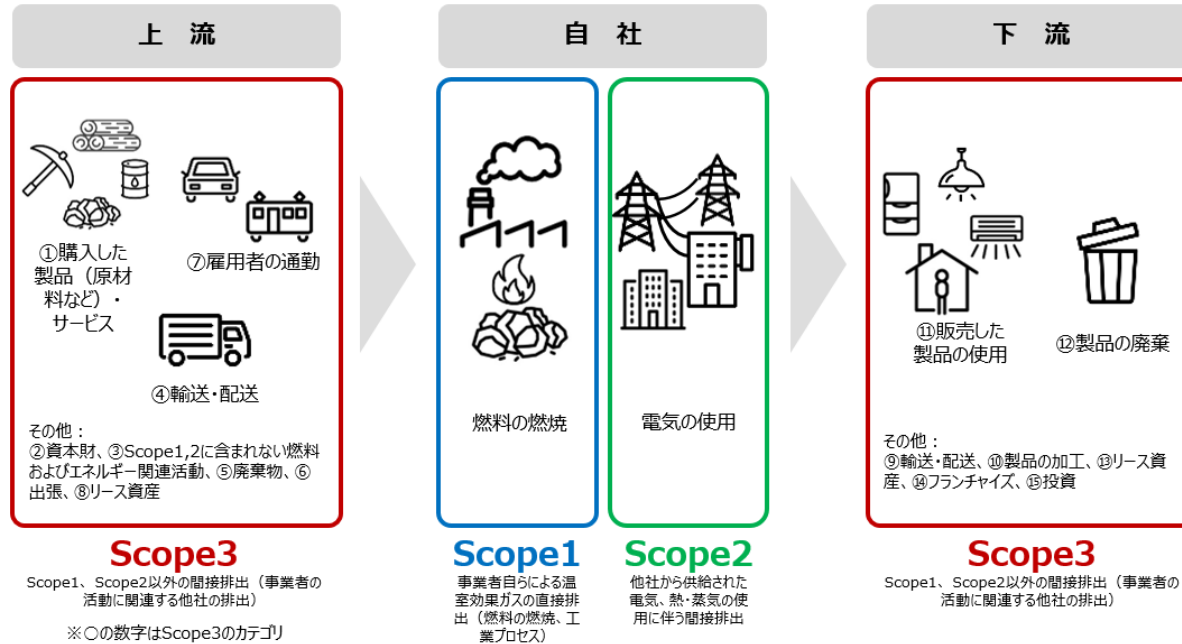 上 流
①購入した
製品（原材
料など）・
サービス
⑦雇用者の通勤
④輸送・配送
その他：
②資本財、③Scope1,2に含まれない燃料
およびエネルギー関連活動、⑤廃棄物、⑥
出張、⑧リース資産
Scope3
Scope1、Scope2以外の間接排出（事業者の
活動に関連する他社の排出）
※○の数字はScope3のカテゴリ
自 社
燃料の燃焼
Scope1
事業者自らによる温
室効果ガスの直接排
出（燃料の燃焼、工
業プロセス）
電気の使用
Scope2
他社から供給された
電気、熱・蒸気の使
用に伴う間接排出
下 流
⑪販売した
製品の使用
⑫製品の廃棄
その他：
⑨輸送・配送、⑩製品の加工、⑬リース資
産、⑭フランチャイズ、⑮投資
Scope3
Scope1、Scope2以外の間接排出（事業者の
活動に関連する他社の排出）